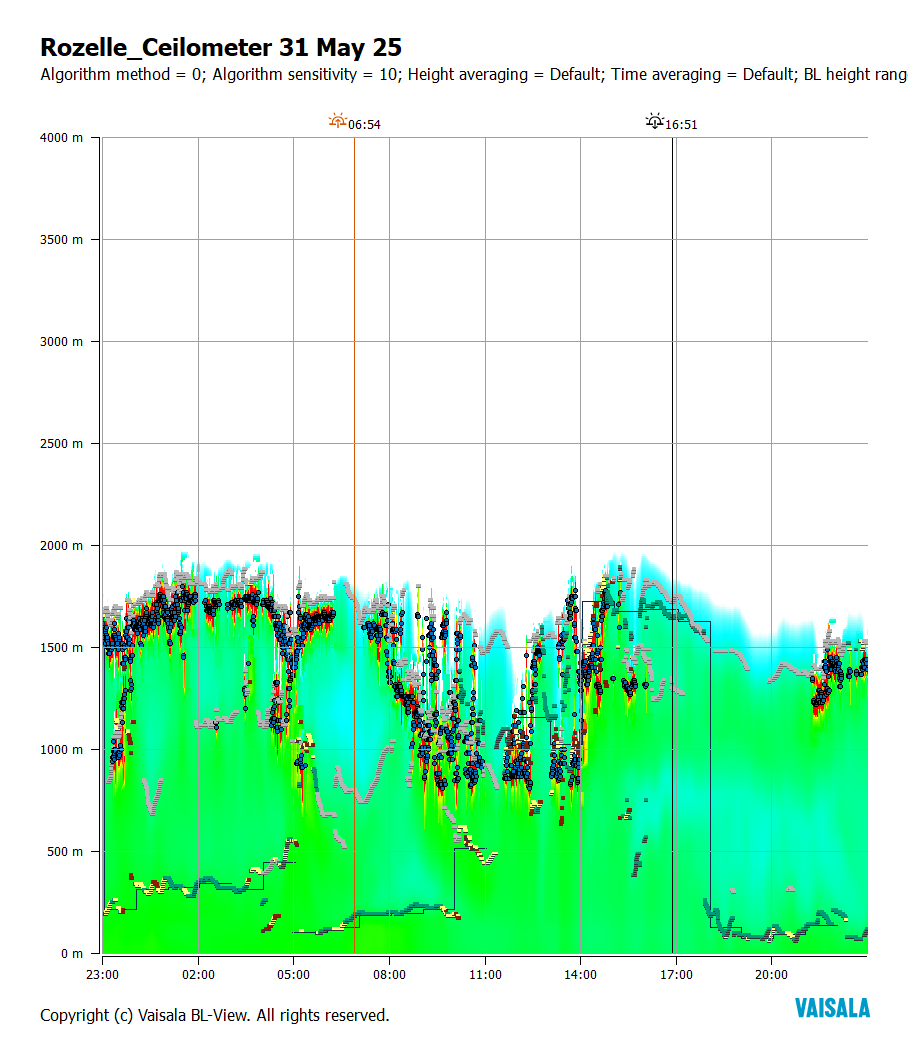 Rozelle_Ceilometer 31 May 25
Algorithm method = 0; Algorithm sensitivity = 10; Height averaging = Default; Time averaging = Default; BL height rang
06:54
16:51
4000 m
3500 m
3000 m
2500 m
2000 m
1500 m
1000 m
500 m
0 m
23:00 02:00 05:00 08:00 11:00 14:00 17:00 20:00
Copyright (c) Vaisala BL-View. All rights reserved.
VAISALA